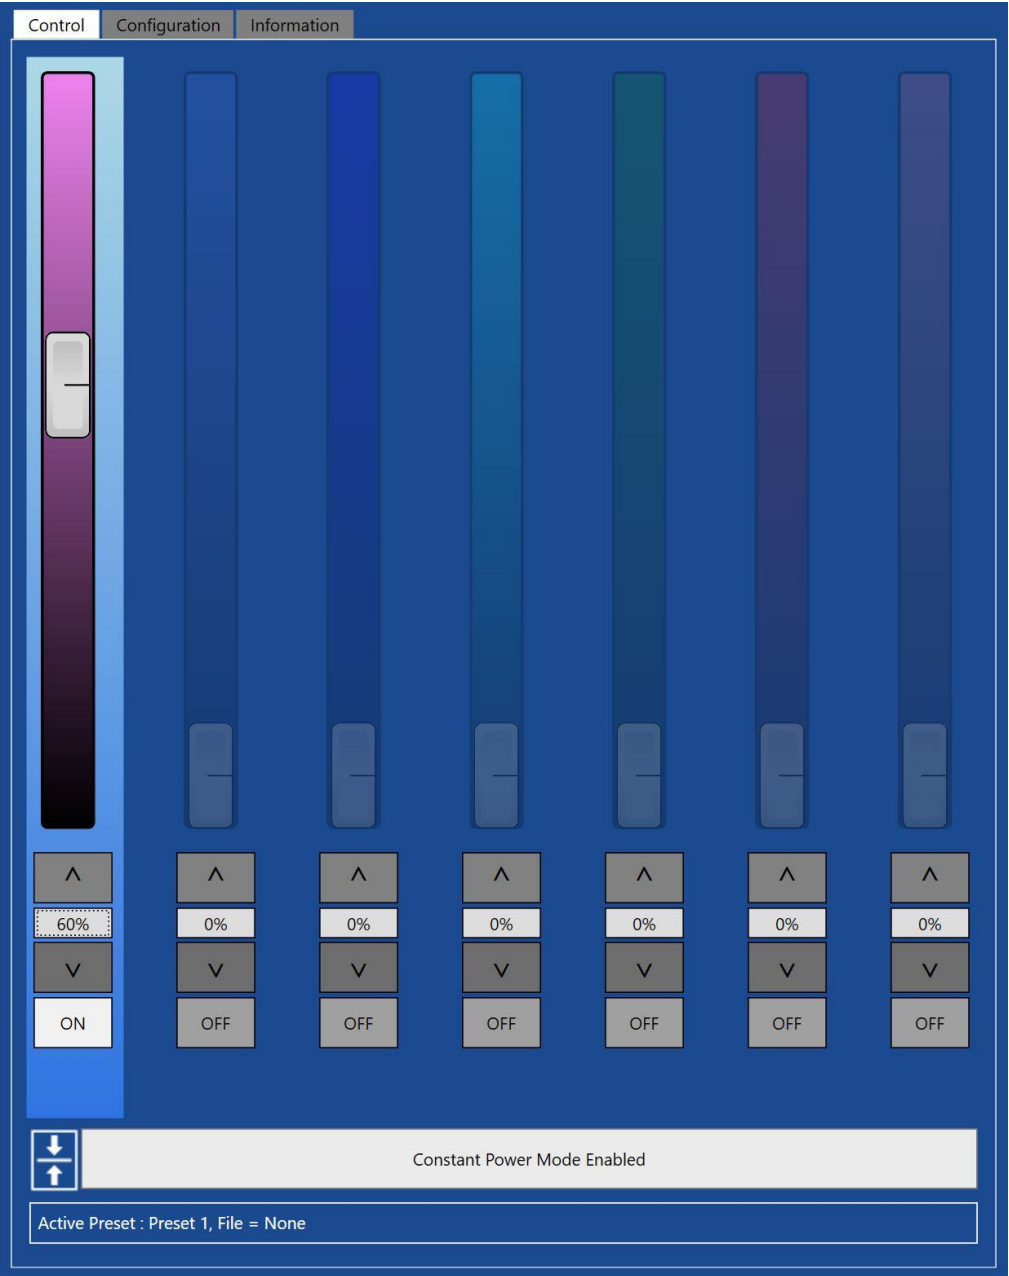 Control Configuration Information
ʌ ʌ ʌ ʌ ʌ ʌ ʌ
60% 0% 0% 0% 0% 0% 0%
v v v v v v v
ON OFF OFF OFF OFF OFF OFF
Constant Power Mode Enabled
Active Preset : Preset 1, File = None